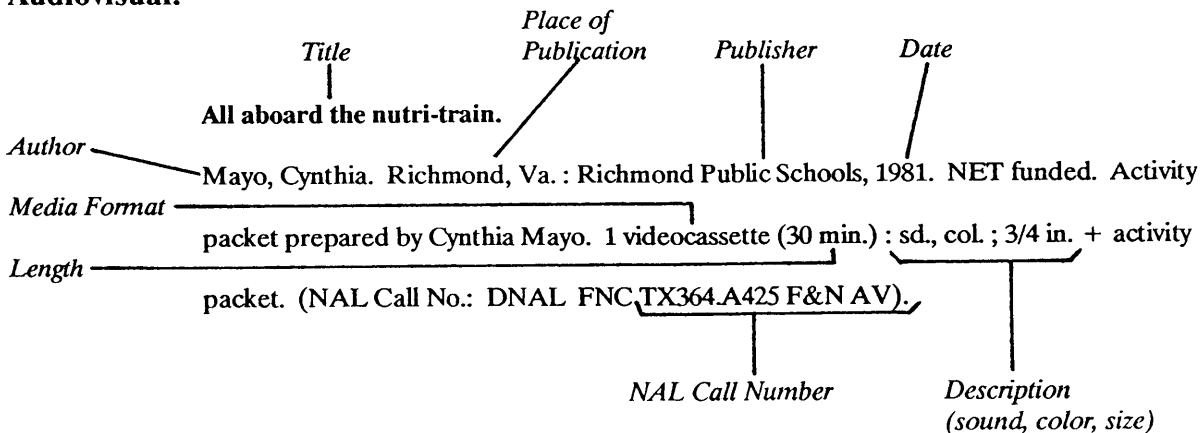 Audiovisual:
Place of
Title Publication Publisher Date
All aboard the nutri-train.
Author
Mayo, Cynthia. Richmond, Va. : Richmond Public Schools, 1981. NET funded. Activity
Media Format
packet prepared by Cynthia Mayo. 1 videocassette (30 min.) : sd., col. ; 3/4 in. + activity
Length
packet. (NAL Call No.: DNAL FNC TX364.A425 F&N AV).
NAL Call Number Description
(sound, color, size)